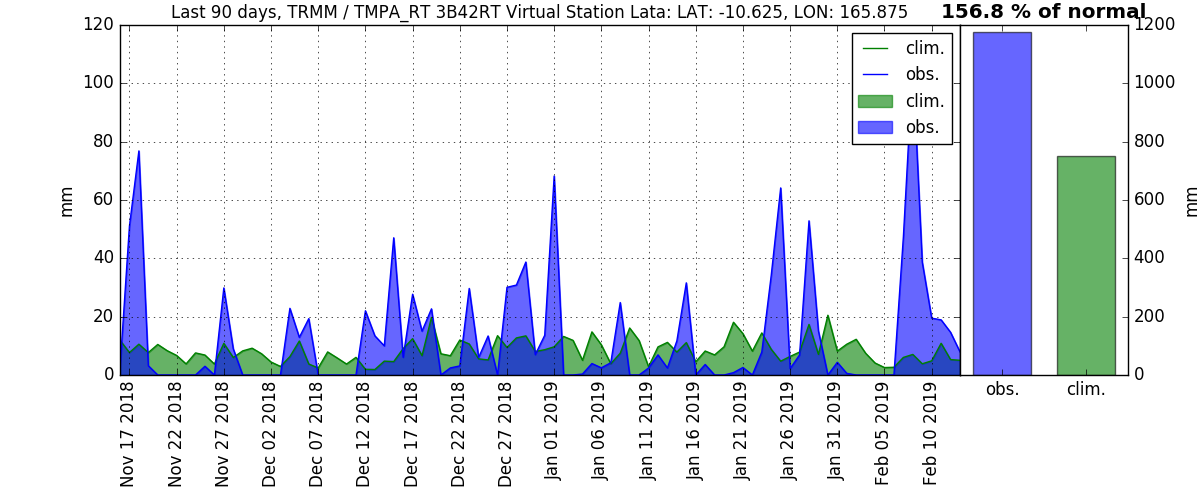 Last 90 days, TRMM / TMPA_RT 3B42RT Virtual Station Lata: LAT: -10.625, LON: 165.875
156.8 % of normal
120
100
80
60
40
20
0
mm
clim.
obs.
clim.
obs.
Nov 17 2018
Nov 22 2018
Nov 27 2018
Dec 02 2018
Dec 07 2018
Dec 12 2018
Dec 17 2018
Dec 22 2018
Dec 27 2018
Jan 01 2019
Jan 06 2019
Jan 11 2019
Jan 16 2019
Jan 21 2019
Jan 26 2019
Jan 31 2019
Feb 05 2019
Feb 10 2019
1200
1000
800
600
400
200
0
mm
obs.
clim.